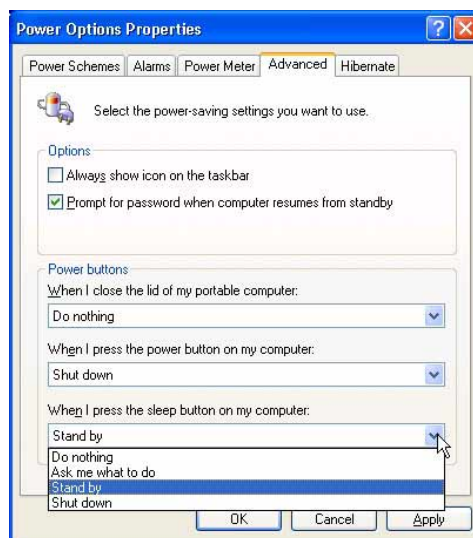 Power Options Properties
Power Schemes Alarms Power Meter Advanced Hibernate
Select the power-saving settings you want to use.
Options
Always show icon on the taskbar
Prompt for password when computer resumes from standby
Power buttons
When I close the lid of my portable computer:
Do nothing
When I press the power button on my computer:
Shut down
When I press the sleep button on my computer:
Stand by
Do nothing
Ask me what to do
Stand by
Shut down
OK Cancel Apply